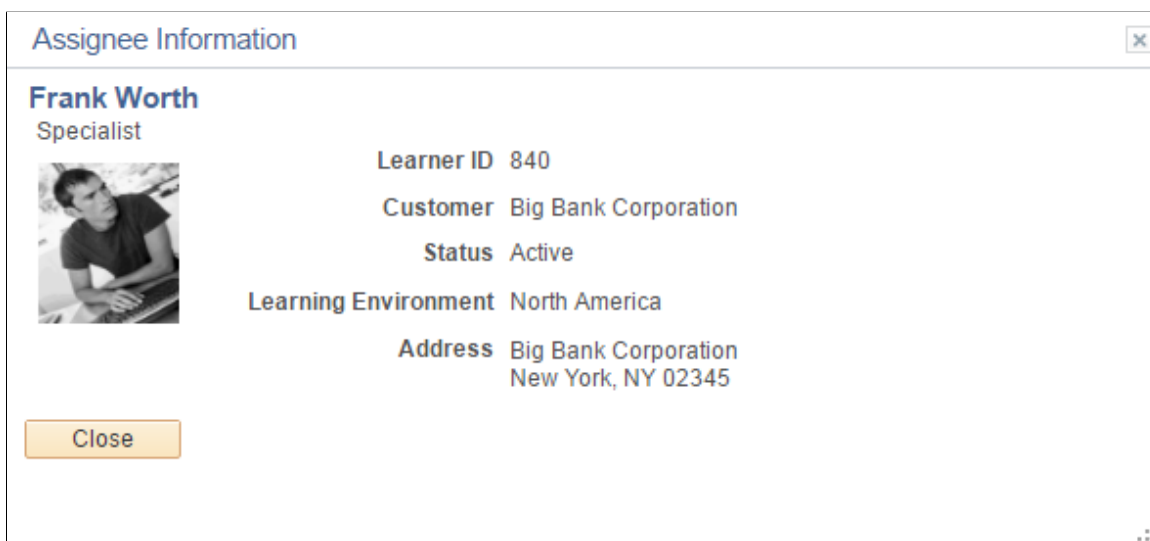 Assignee Information
Frank Worth
Specialist
Learner ID 840
Customer Big Bank Corporation
Status Active
Learning Environment North America
Address Big Bank Corporation
New York, NY 02345
Close